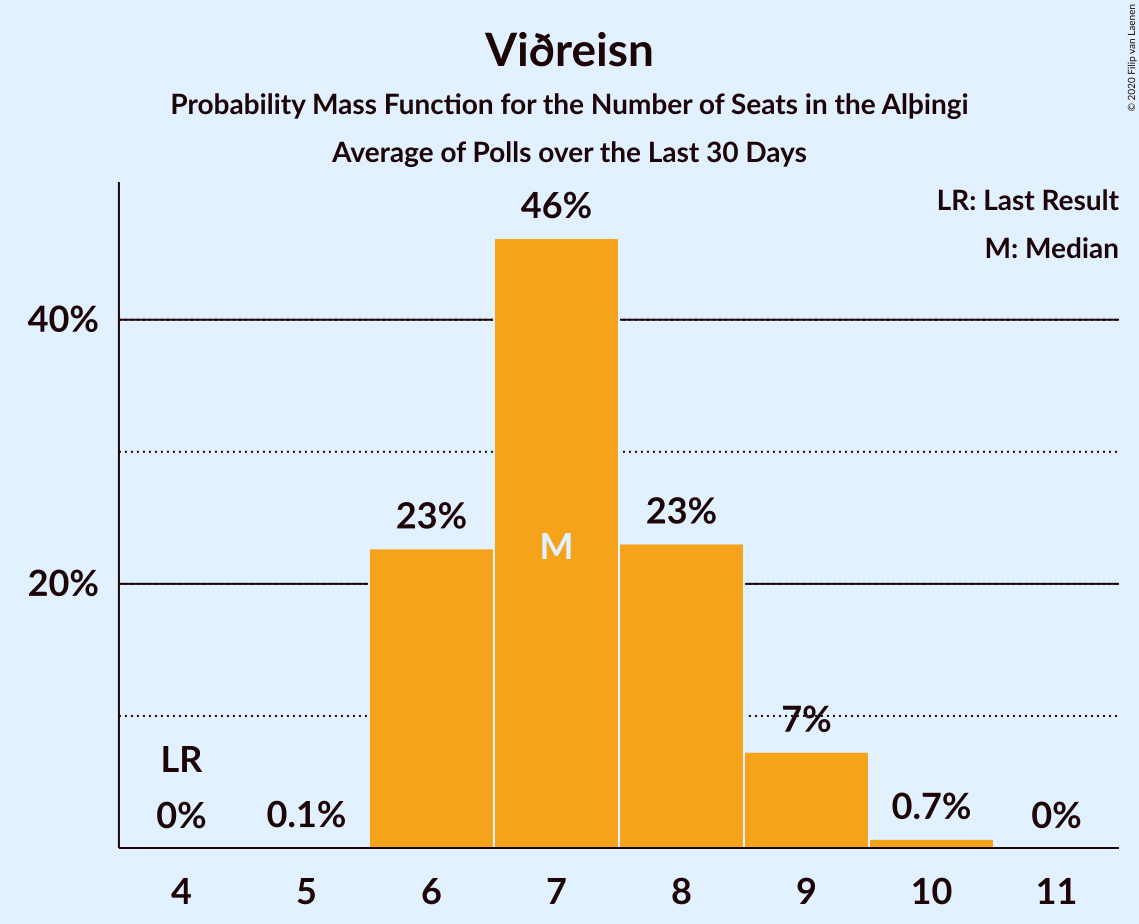 Viðreisn
Probability Mass Function for the Number of Seats in the Alþingi
Average of Polls over the Last 30 Days
© 2020 Filip van Laenen
LR: Last Result
M: Median
46%
40%
23%
23%
M
20%
7%
LR
0%
0.1%
0.7%
0%
4 5 6 7 8 9 10 11